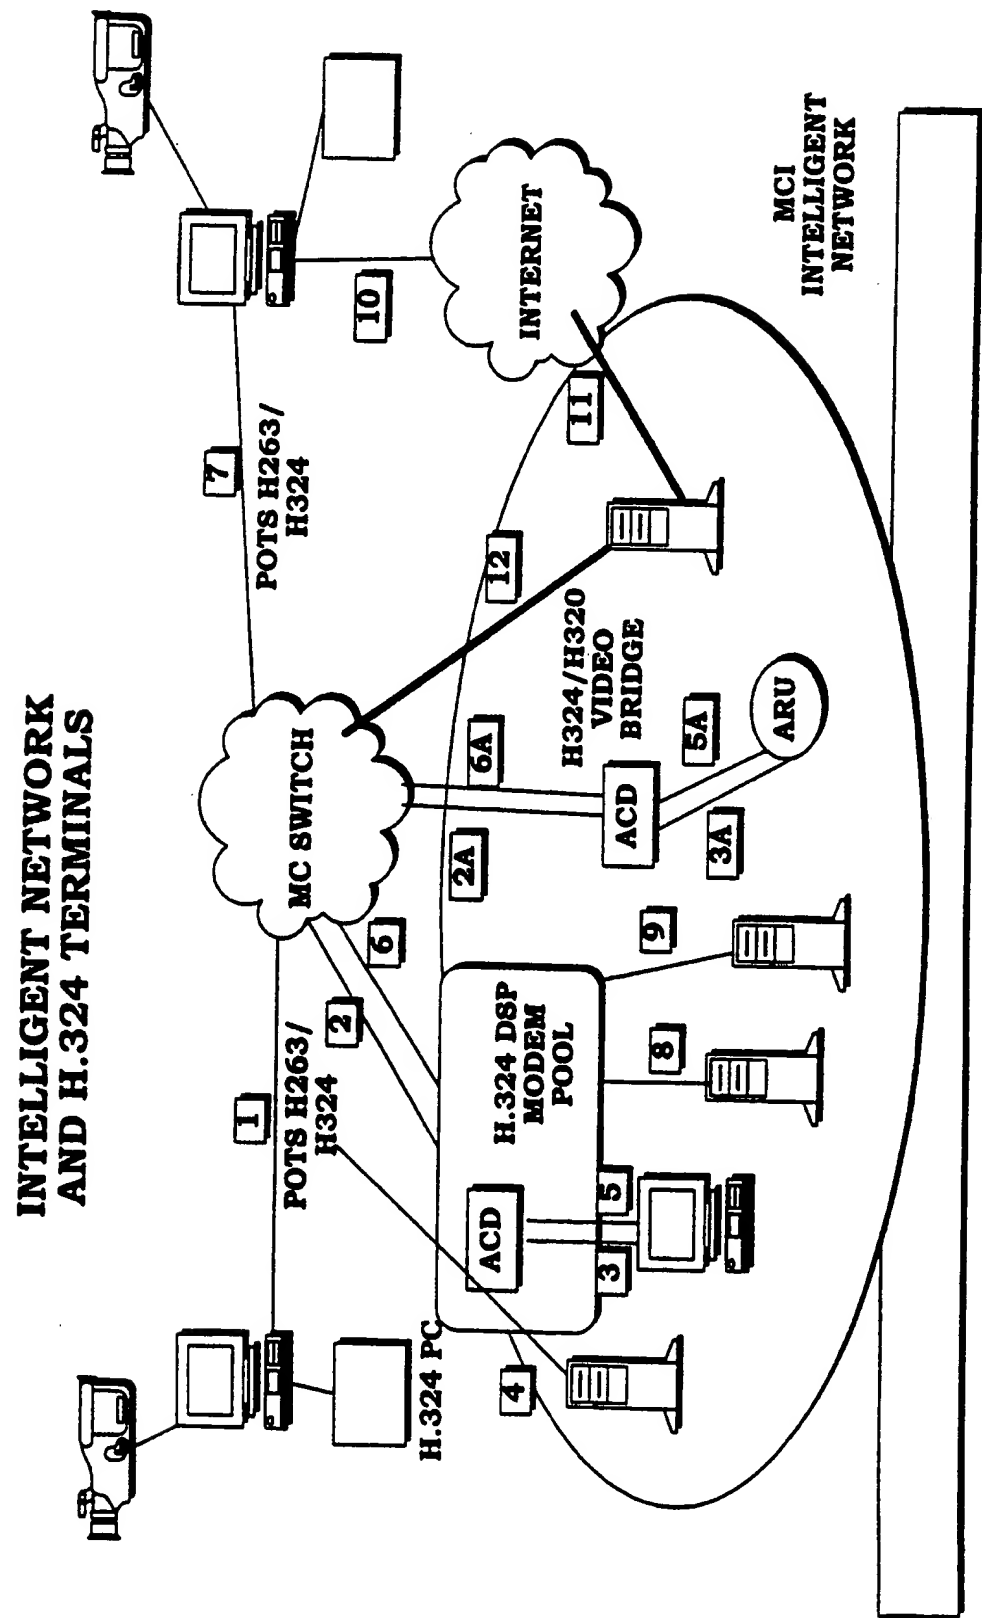 INTELLIGENT NETWORK
AND H.324 TERMINALS
1
POTS H263/
H324
7
POTS H263/
H324
MC SWITCH
10
INTERNET
H.324 PC
2
6
2A
6A
12
11
4
ACD
H.324 DSP
MODEM
POOL
3
5
8
9
ACD
H324/H320
VIDEO
BRIDGE
3A
5A
ARU
MCI
INTELLIGENT
NETWORK